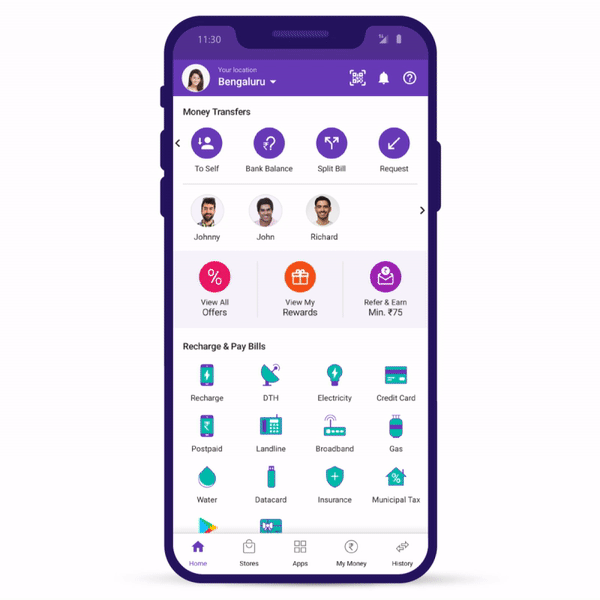 11:30
Your location
Bengaluru
Money Transfers
To Self
Bank Balance
Split Bill
Request
Johnny
John
Richard
View All
Offers
View My
Rewards
Refer & Earn
Min. ₹75
Recharge & Pay Bills
Recharge
DTH
Electricity
Credit Card
Postpaid
Landline
Broadband
Gas
Water
Datacard
Insurance
Municipal Tax
Home
Stores
Apps
My Money
History